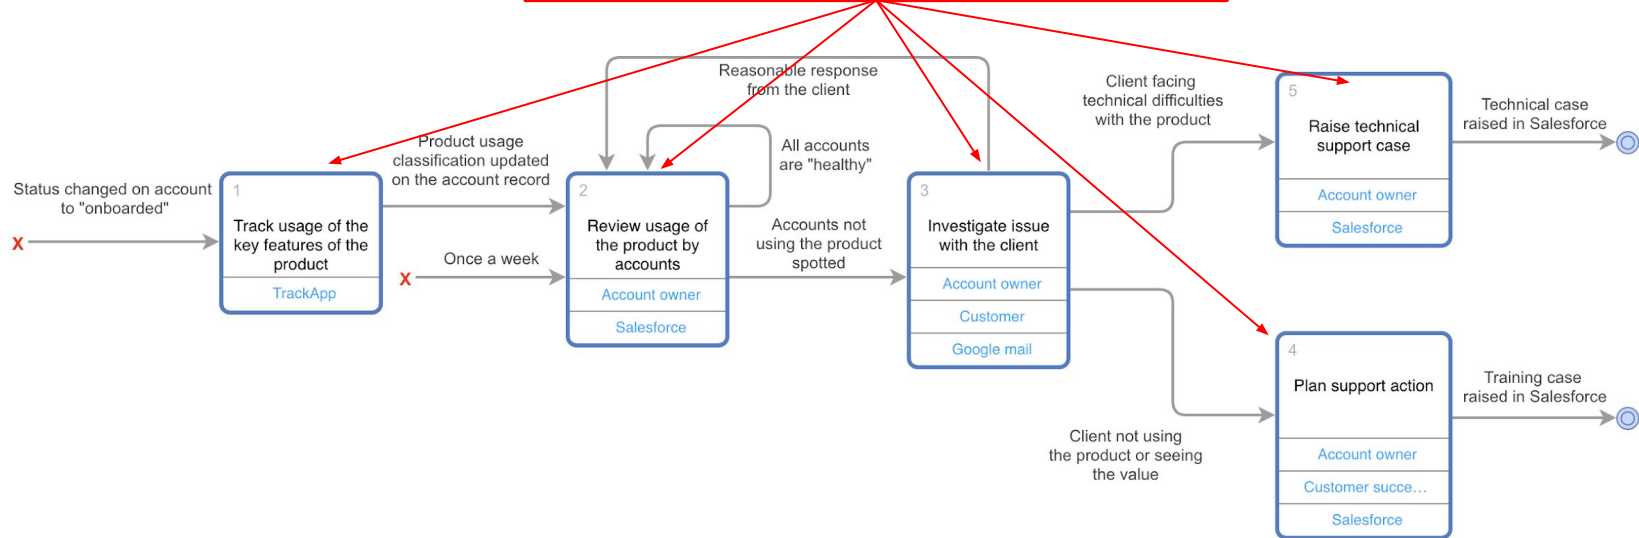 Status changed on account
to "onboarded"
X
1
Track usage of the
key features of the
product
TrackApp
Product usage
classification updated
on the account record
X
Once a week
2
Review usage of
the product by
accounts
Account owner
Salesforce
Reasonable response
from the client
All accounts
are "healthy"
Accounts not
using the product
spotted
3
Investigate issue
with the client
Account owner
Customer
Google mail
Client facing
technical difficulties
with the product
5
Raise technical
support case
Account owner
Salesforce
Technical case
raised in Salesforce
Client not using
the product or seeing
the value
4
Plan support action
Account owner
Customer succe...
Salesforce
Training case
raised in Salesforce